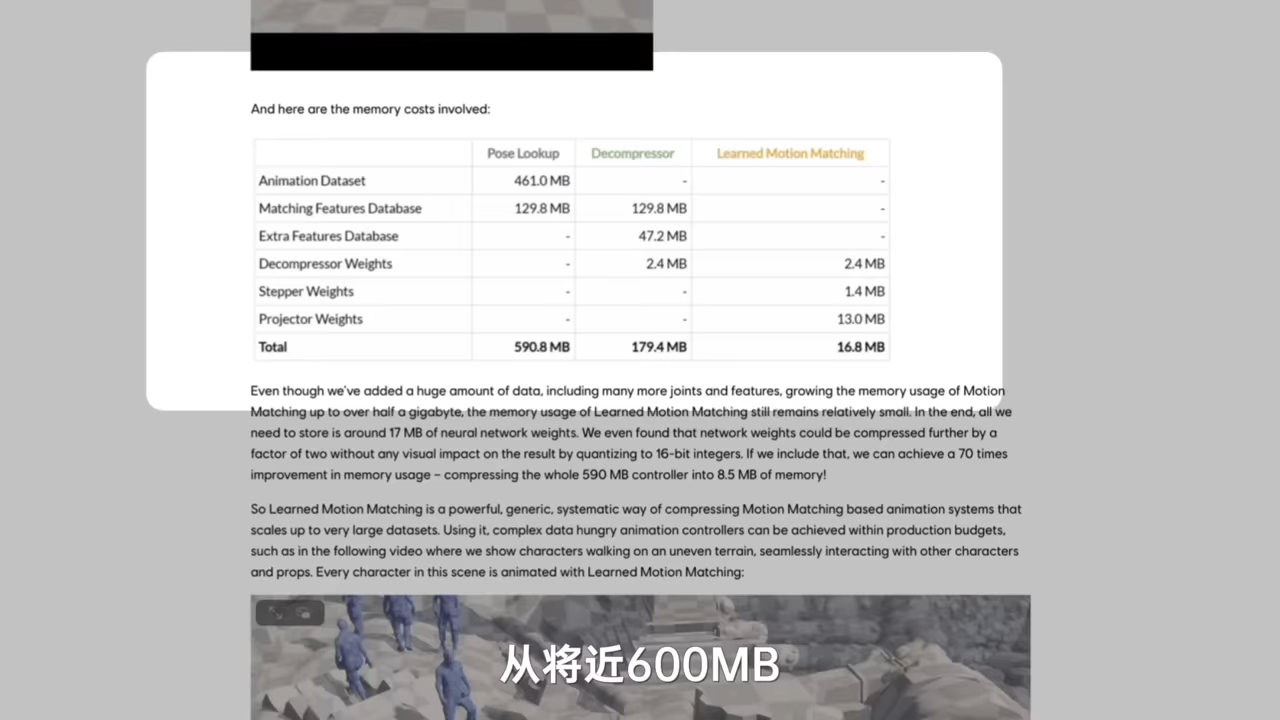 And here are the memory costs involved:
Pose Lookup Decompressor Learned Motion Matching
Animation Dataset 461.0 MB - -
Matching Features Database 129.8 MB 129.8 MB -
Extra Features Database - 47.2 MB -
Decompressor Weights - 2.4 MB 2.4 MB
Stepper Weights - - 1.4 MB
Projector Weights - - 13.0 MB
Total 590.8 MB 179.4 MB 16.8 MB
Even though we've added a huge amount of data, including many more joints and features, growing the memory usage of Motion
Matching up to over half a gigabyte, the memory usage of Learned Motion Matching still remains relatively small. In the end, all we
need to store is around 17 MB of neural network weights. We even found that network weights could be compressed further by a
factor of two without any visual impact on the result by quantizing to 16-bit integers. If we include that, we can achieve a 70 times
improvement in memory usage – compressing the whole 590 MB controller into 8.5 MB of memory!
So Learned Motion Matching is a powerful, generic, systematic way of compressing Motion Matching based animation systems that
scales up to very large datasets. Using it, complex data hungry animation controllers can be achieved within production budgets,
such as in the following video where we show characters walking on an uneven terrain, seamlessly interacting with other characters
and props. Every character in this scene is animated with Learned Motion Matching:
从将近600MB